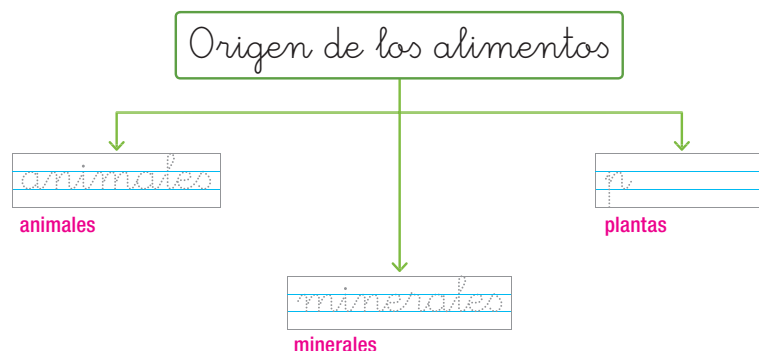 Origen de los alimentos
animales
animales
p
plantas
minerales
minerales